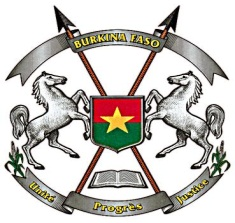 BURKINA FASO
Unité Progrès Justice